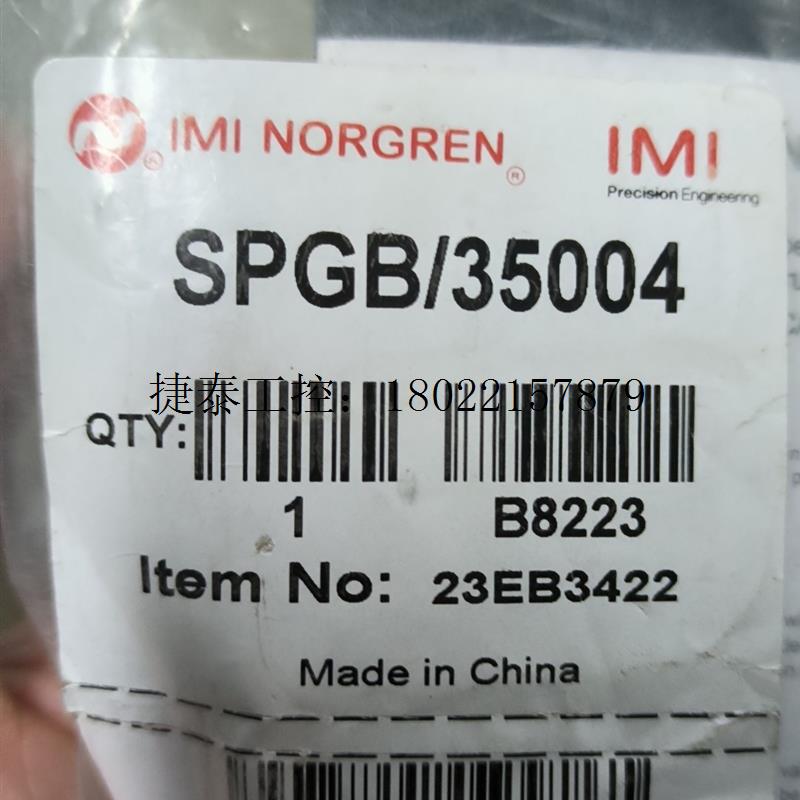 IMI NORGREN
IMI
Precision Engineering
SPGB/35004
捷泰工控：18022157879
QTY:
1 B8223
Item No: 23EB3422
Made in China